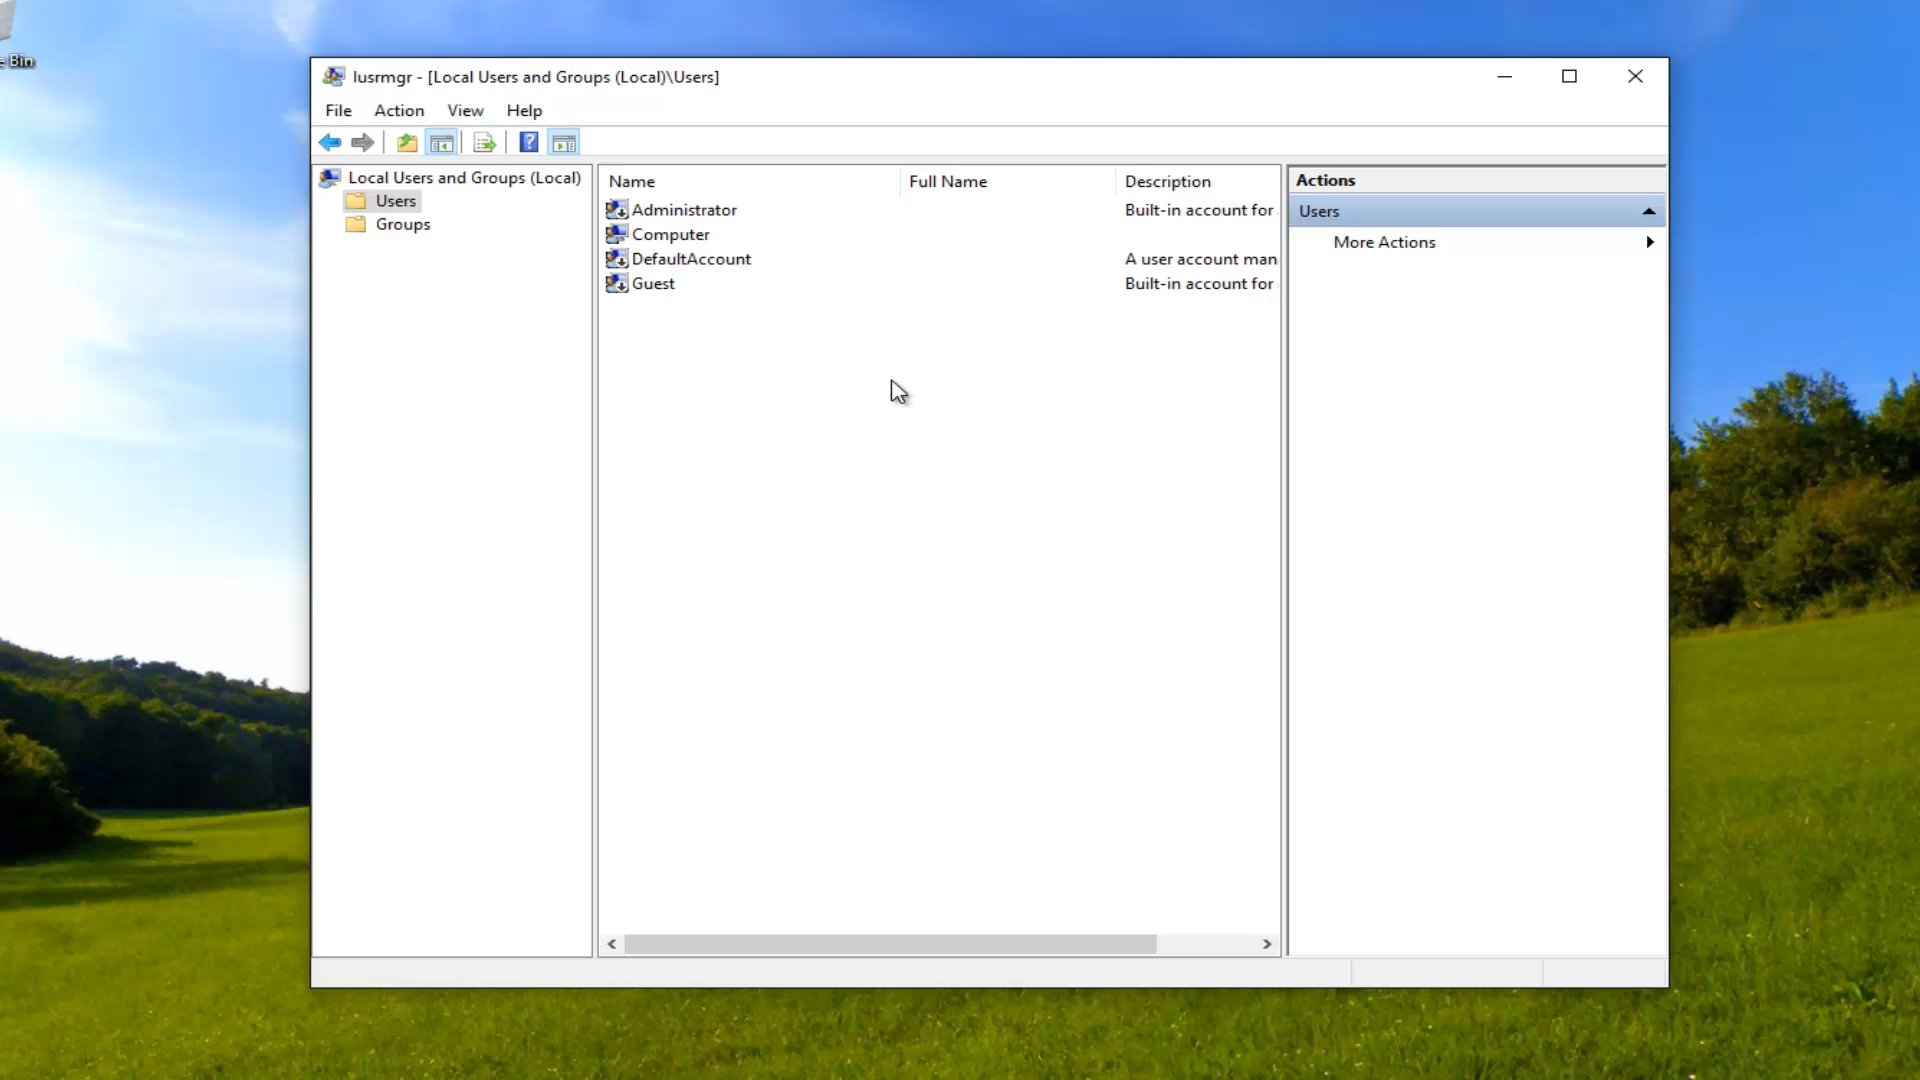 e Bin
lusrmgr - [Local Users and Groups (Local)\Users]
File Action View Help
Local Users and Groups (Local)
Users
Groups
Name Full Name Description
Administrator Built-in account for
Computer
DefaultAccount A user account man
Guest Built-in account for
Actions
Users
More Actions